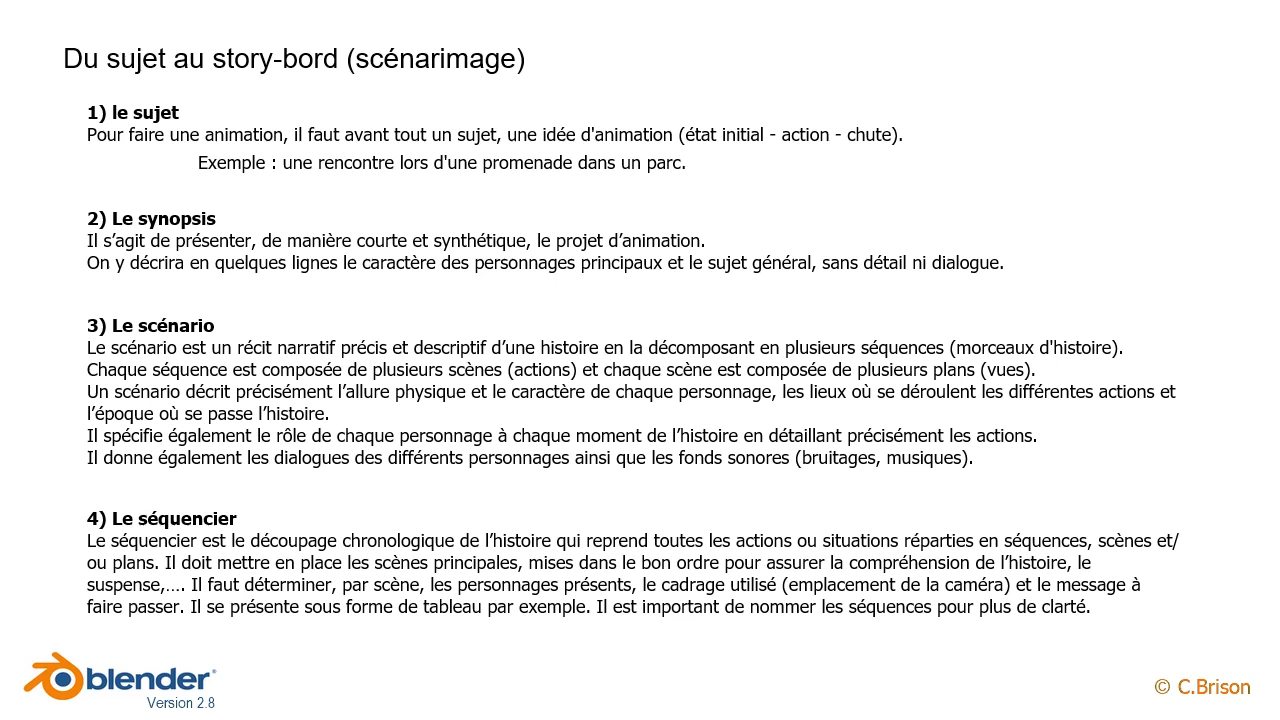 Du sujet au story-bord (scénarimage)
1) le sujet
Pour faire une animation, il faut avant tout un sujet, une idée d'animation (état initial - action - chute).
Exemple : une rencontre lors d'une promenade dans un parc.
2) Le synopsis
Il s’agit de présenter, de manière courte et synthétique, le projet d’animation.
On y décrira en quelques lignes le caractère des personnages principaux et le sujet général, sans détail ni dialogue.
3) Le scénario
Le scénario est un récit narratif précis et descriptif d’une histoire en la décomposant en plusieurs séquences (morceaux d'histoire).
Chaque séquence est composée de plusieurs scènes (actions) et chaque scène est composée de plusieurs plans (vues).
Un scénario décrit précisément l’allure physique et le caractère de chaque personnage, les lieux où se déroulent les différentes actions et
l’époque où se passe l’histoire.
Il spécifie également le rôle de chaque personnage à chaque moment de l’histoire en détaillant précisément les actions.
Il donne également les dialogues des différents personnages ainsi que les fonds sonores (bruitages, musiques).
4) Le séquencier
Le séquencier est le découpage chronologique de l’histoire qui reprend toutes les actions ou situations réparties en séquences, scènes et/
ou plans. Il doit mettre en place les scènes principales, mises dans le bon ordre pour assurer la compréhension de l’histoire, le
suspense,…. Il faut déterminer, par scène, les personnages présents, le cadrage utilisé (emplacement de la caméra) et le message à
faire passer. Il se présente sous forme de tableau par exemple. Il est important de nommer les séquences pour plus de clarté.
blender®
Version 2.8
© C.Brison